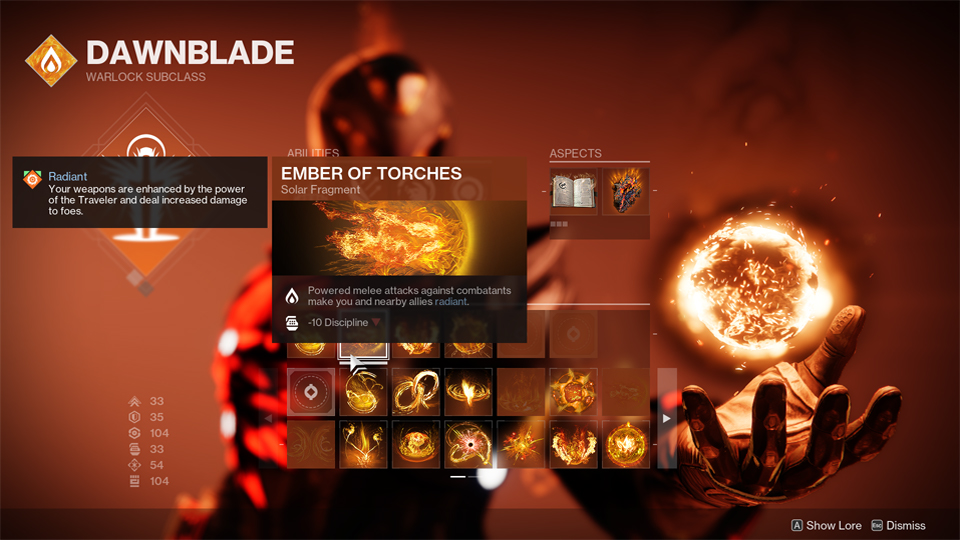 DAWNBLADE
WARLOCK SUBCLASS
ABILITIES
ASPECTS
Radiant
Your weapons are enhanced by the power
of the Traveler and deal increased damage
to foes.
EMBER OF TORCHES
Solar Fragment
Powered melee attacks against combatants
make you and nearby allies radiant.
-10 Discipline
33
35
104
33
54
104
A Show Lore
Esc Dismiss